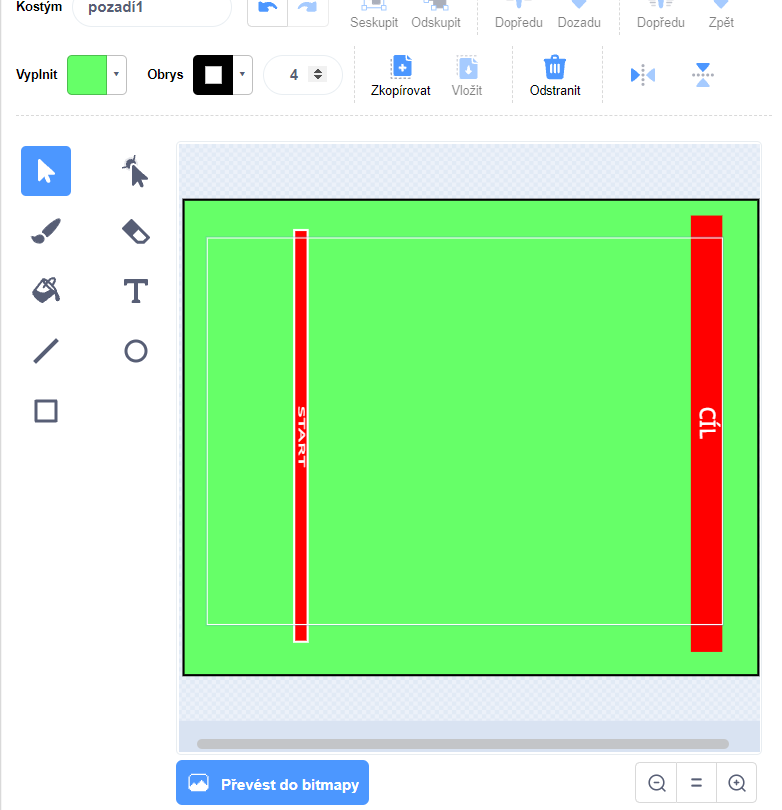 Kostým pozadí1
Seskupit Odskupit Dopředu Dozadu Dopředu Zpět
Vyplnit Obrys 4
Zkopírovat Vložit Odstranit
START
CÍL
Převést do bitmapy